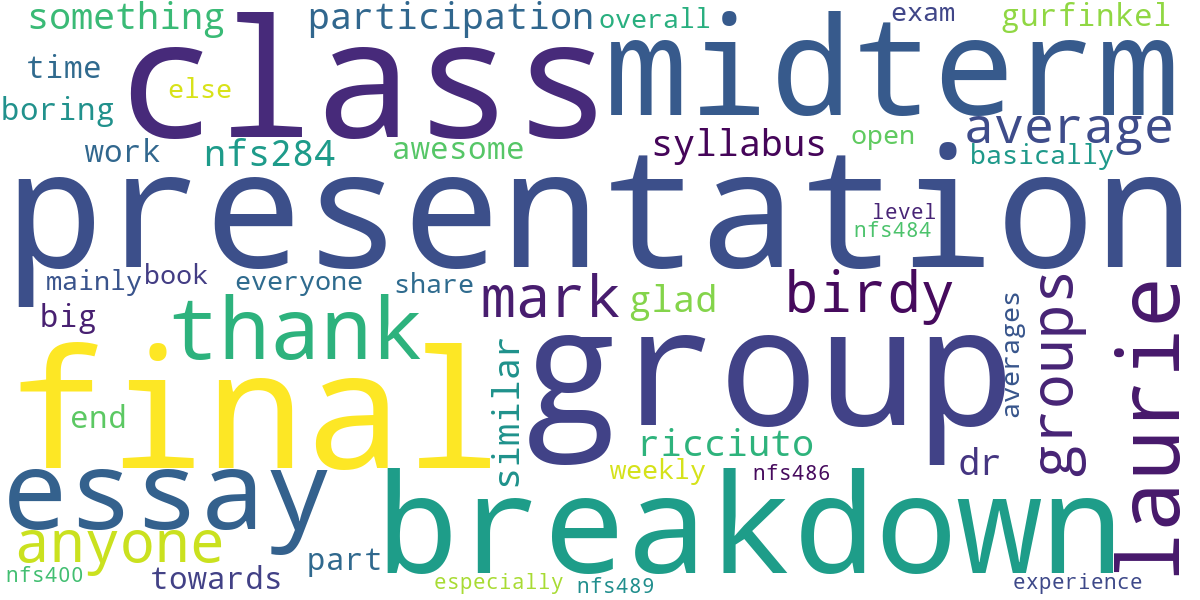 something participation overall exam gurfinkel
class midterm
time else
boring average
work nfs284 awesome syllabus open basically
presentation
level
nfs484
mainly book everyone share mark glad birdy
big thank
final group averages groups laurie
end similar ricciuto
essay weekly nfs486 dr
breakdown
anyone part
nfs400 towards especially nfs489 experience